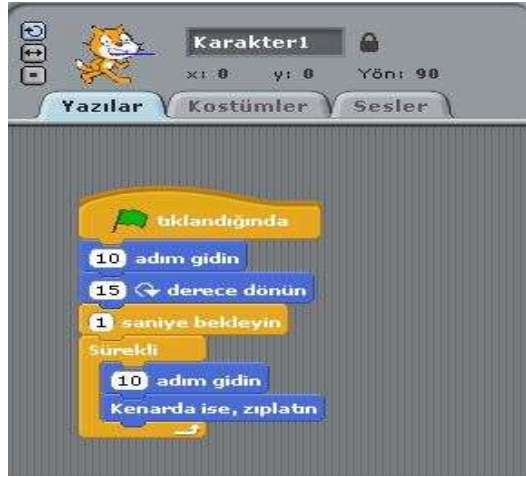 Karakter1
x: 0 y: 0 Yön: 90
Yazılar Kostümler Sesler
tıklandığında
10 adım gidin
15 derece dönün
1 saniye bekleyin
Sürekli
10 adım gidin
Kenarda ise, zıplatın